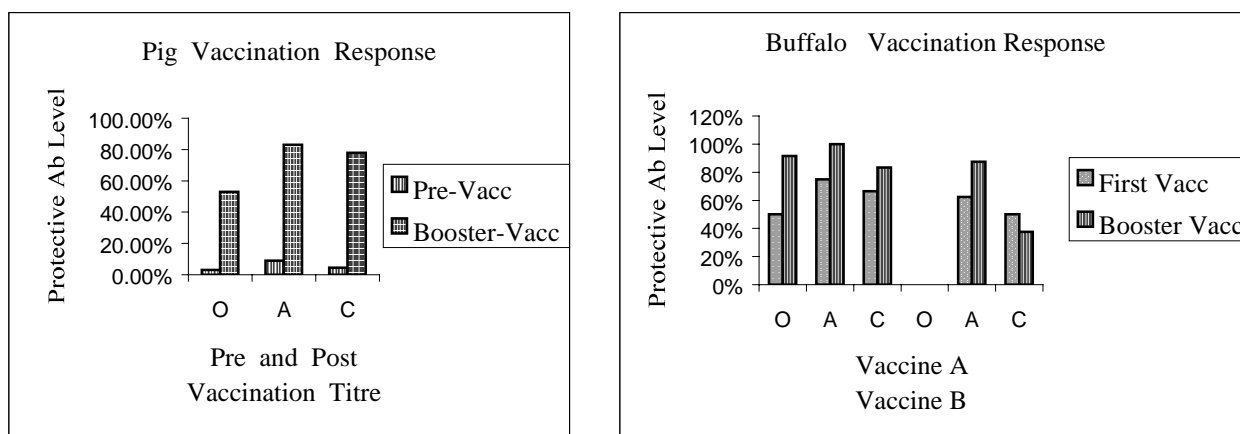 Pig Vaccination Response
Protective Ab Level
100.00%
80.00%
60.00%
40.00%
20.00%
0.00%
O A C
Pre and Post
Vaccination Titre
Pre-Vacc
Booster-Vacc
Buffalo Vaccination Response
Protective Ab Level
120%
100%
80%
60%
40%
20%
0%
O A C O A C
Vaccine A
Vaccine B
First Vacc
Booster Vacc